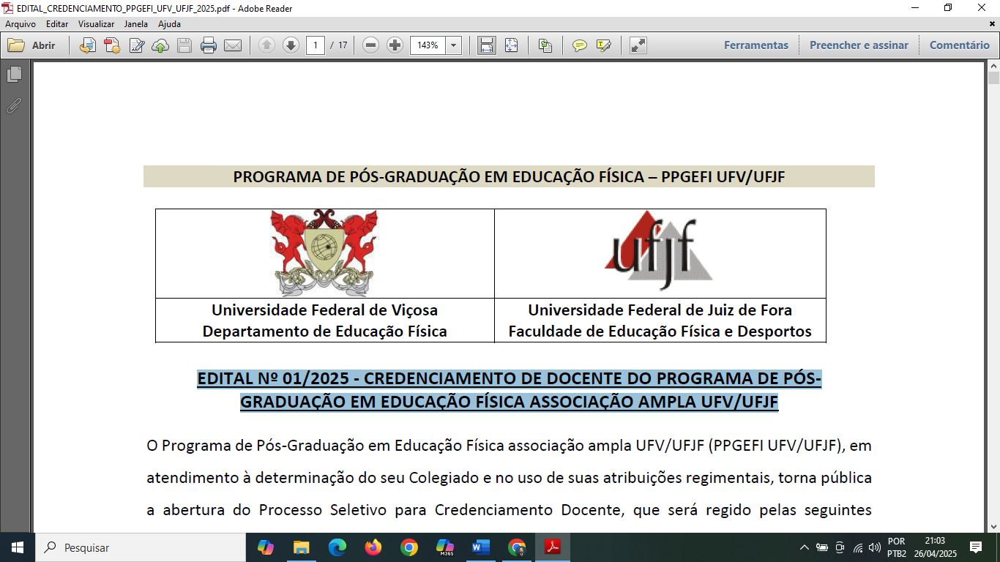 EDITAL_CREDENCIAMENTO_PPGEFI_UFV_UFJF_2025.pdf - Adobe Reader
Arquivo Editar Visualizar Janela Ajuda
Abrir 1 / 17 143% Ferramentas Preencher e assinar Comentário
PROGRAMA DE PÓS-GRADUAÇÃO EM EDUCAÇÃO FÍSICA – PPGEFI UFV/UFJF
ufjf
Universidade Federal de Viçosa
Departamento de Educação Física
Universidade Federal de Juiz de Fora
Faculdade de Educação Física e Desportos
EDITAL Nº 01/2025 - CREDENCIAMENTO DE DOCENTE DO PROGRAMA DE PÓS-
GRADUAÇÃO EM EDUCAÇÃO FÍSICA ASSOCIAÇÃO AMPLA UFV/UFJF
O Programa de Pós-Graduação em Educação Física associação ampla UFV/UFJF (PPGEFI UFV/UFJF), em
atendimento à determinação do seu Colegiado e no uso de suas atribuições regimentais, torna pública
a abertura do Processo Seletivo para Credenciamento Docente, que será regido pelas seguintes
Pesquisar
M365
POR
PTB2
21:03
26/04/2025